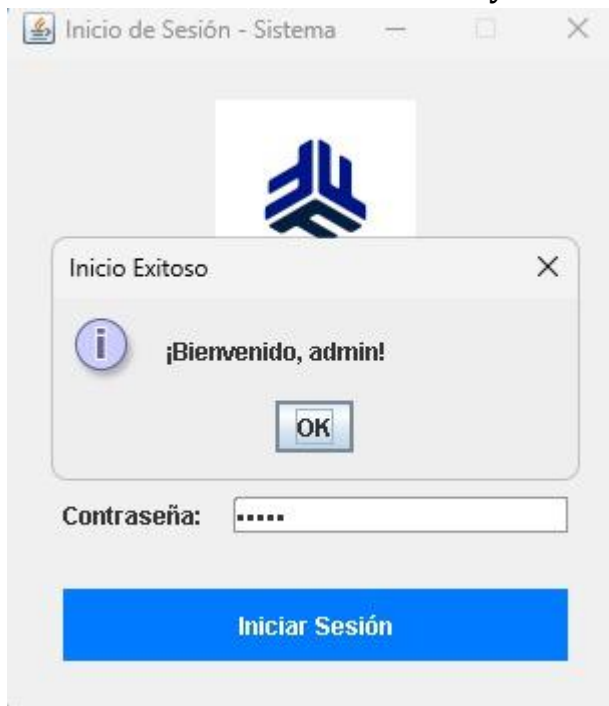 Inicio de Sesión - Sistema
Inicio Exitoso
¡Bienvenido, admin!
OK
Contraseña: •••••
Iniciar Sesión